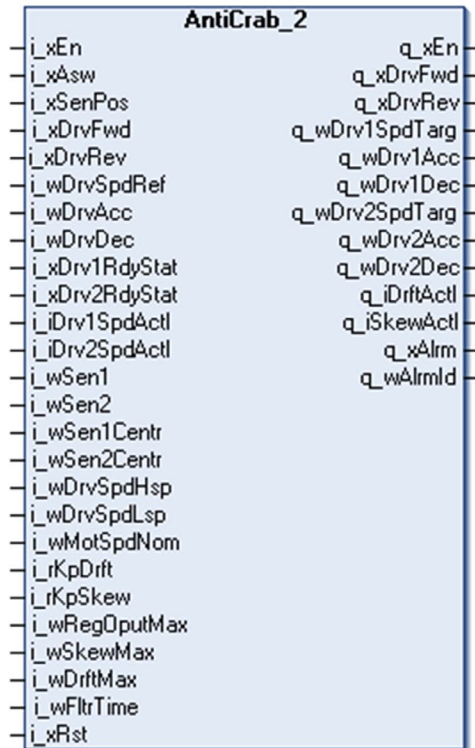 AntiCrab_2
i_xEn q_xEn
i_xAsw q_xDrvFwd
i_xSenPos q_xDrvRev
i_xDrvFwd q_wDrv1SpdTarg
i_xDrvRev q_wDrv1Acc
i_wDrvSpdRef q_wDrv1Dec
i_wDrvAcc q_wDrv2SpdTarg
i_wDrvDec q_wDrv2Acc
i_xDrv1RdyStat q_wDrv2Dec
i_xDrv2RdyStat q_iDrftActl
i_iDrv1SpdActl q_iSkewActl
i_iDrv2SpdActl q_xAlrm
i_wSen1 q_wAlrmId
i_wSen2
i_wSen1Centr
i_wSen2Centr
i_wDrvSpdHsp
i_wDrvSpdLsp
i_wMotSpdNom
i_rKpDrft
i_rKpSkew
i_wRegOputMax
i_wSkewMax
i_wDrftMax
i_wFltrTime
i_xRst